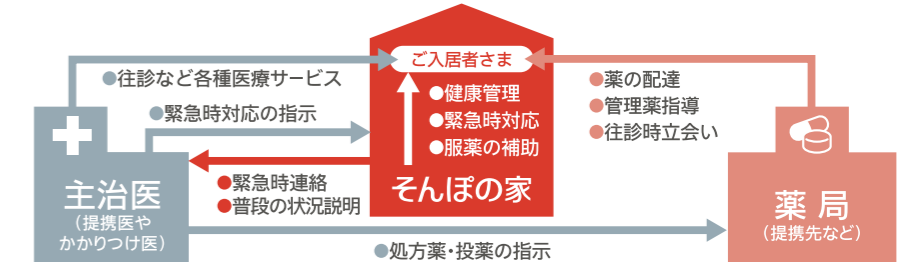 ご入居者さま
●往診など各種医療サービス
●緊急時対応の指示
●健康管理
●緊急時対応
●服薬の補助
そんぽの家
●薬の配達
●管理薬指導
●往診時立会い
主治医
（提携医や
かかりつけ医）
●緊急時連絡
●普段の状況説明
薬局
（提携先など）
●処方薬・投薬の指示